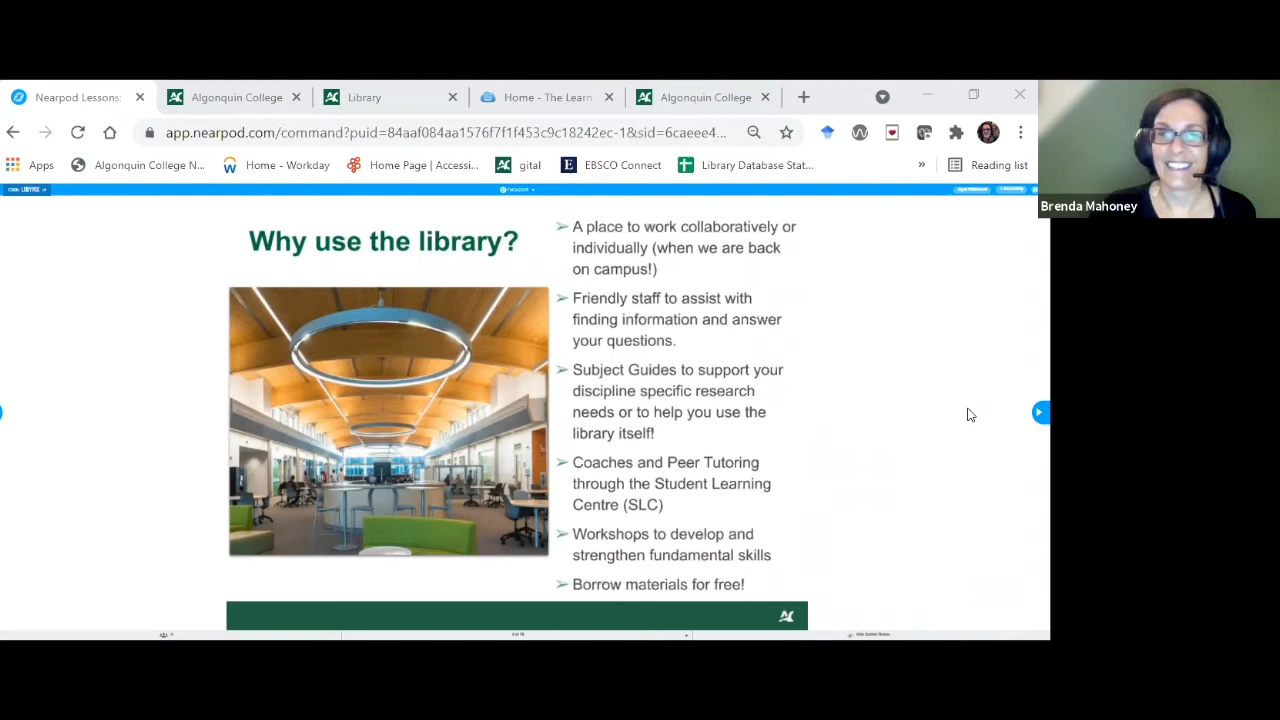 Nearpod Lessons:
Algonquin College
Library
Home - The Learn
Algonquin College
app.nearpod.com/command?puid=84aaf084aa1576f7f1f453c9c18242ec-1&sid=6caeee4...
Apps
Algonquin College N...
Home - Workday
Home Page | Accessi...
gital
EBSCO Connect
Library Database Stat...
»
Reading list
nearpod
Brenda Mahoney
Why use the library?
➢ A place to work collaboratively or
individually (when we are back
on campus!)
➢ Friendly staff to assist with
finding information and answer
your questions.
➢ Subject Guides to support your
discipline specific research
needs or to help you use the
library itself!
➢ Coaches and Peer Tutoring
through the Student Learning
Centre (SLC)
➢ Workshops to develop and
strengthen fundamental skills
➢ Borrow materials for free!
AC
Hide Student Names